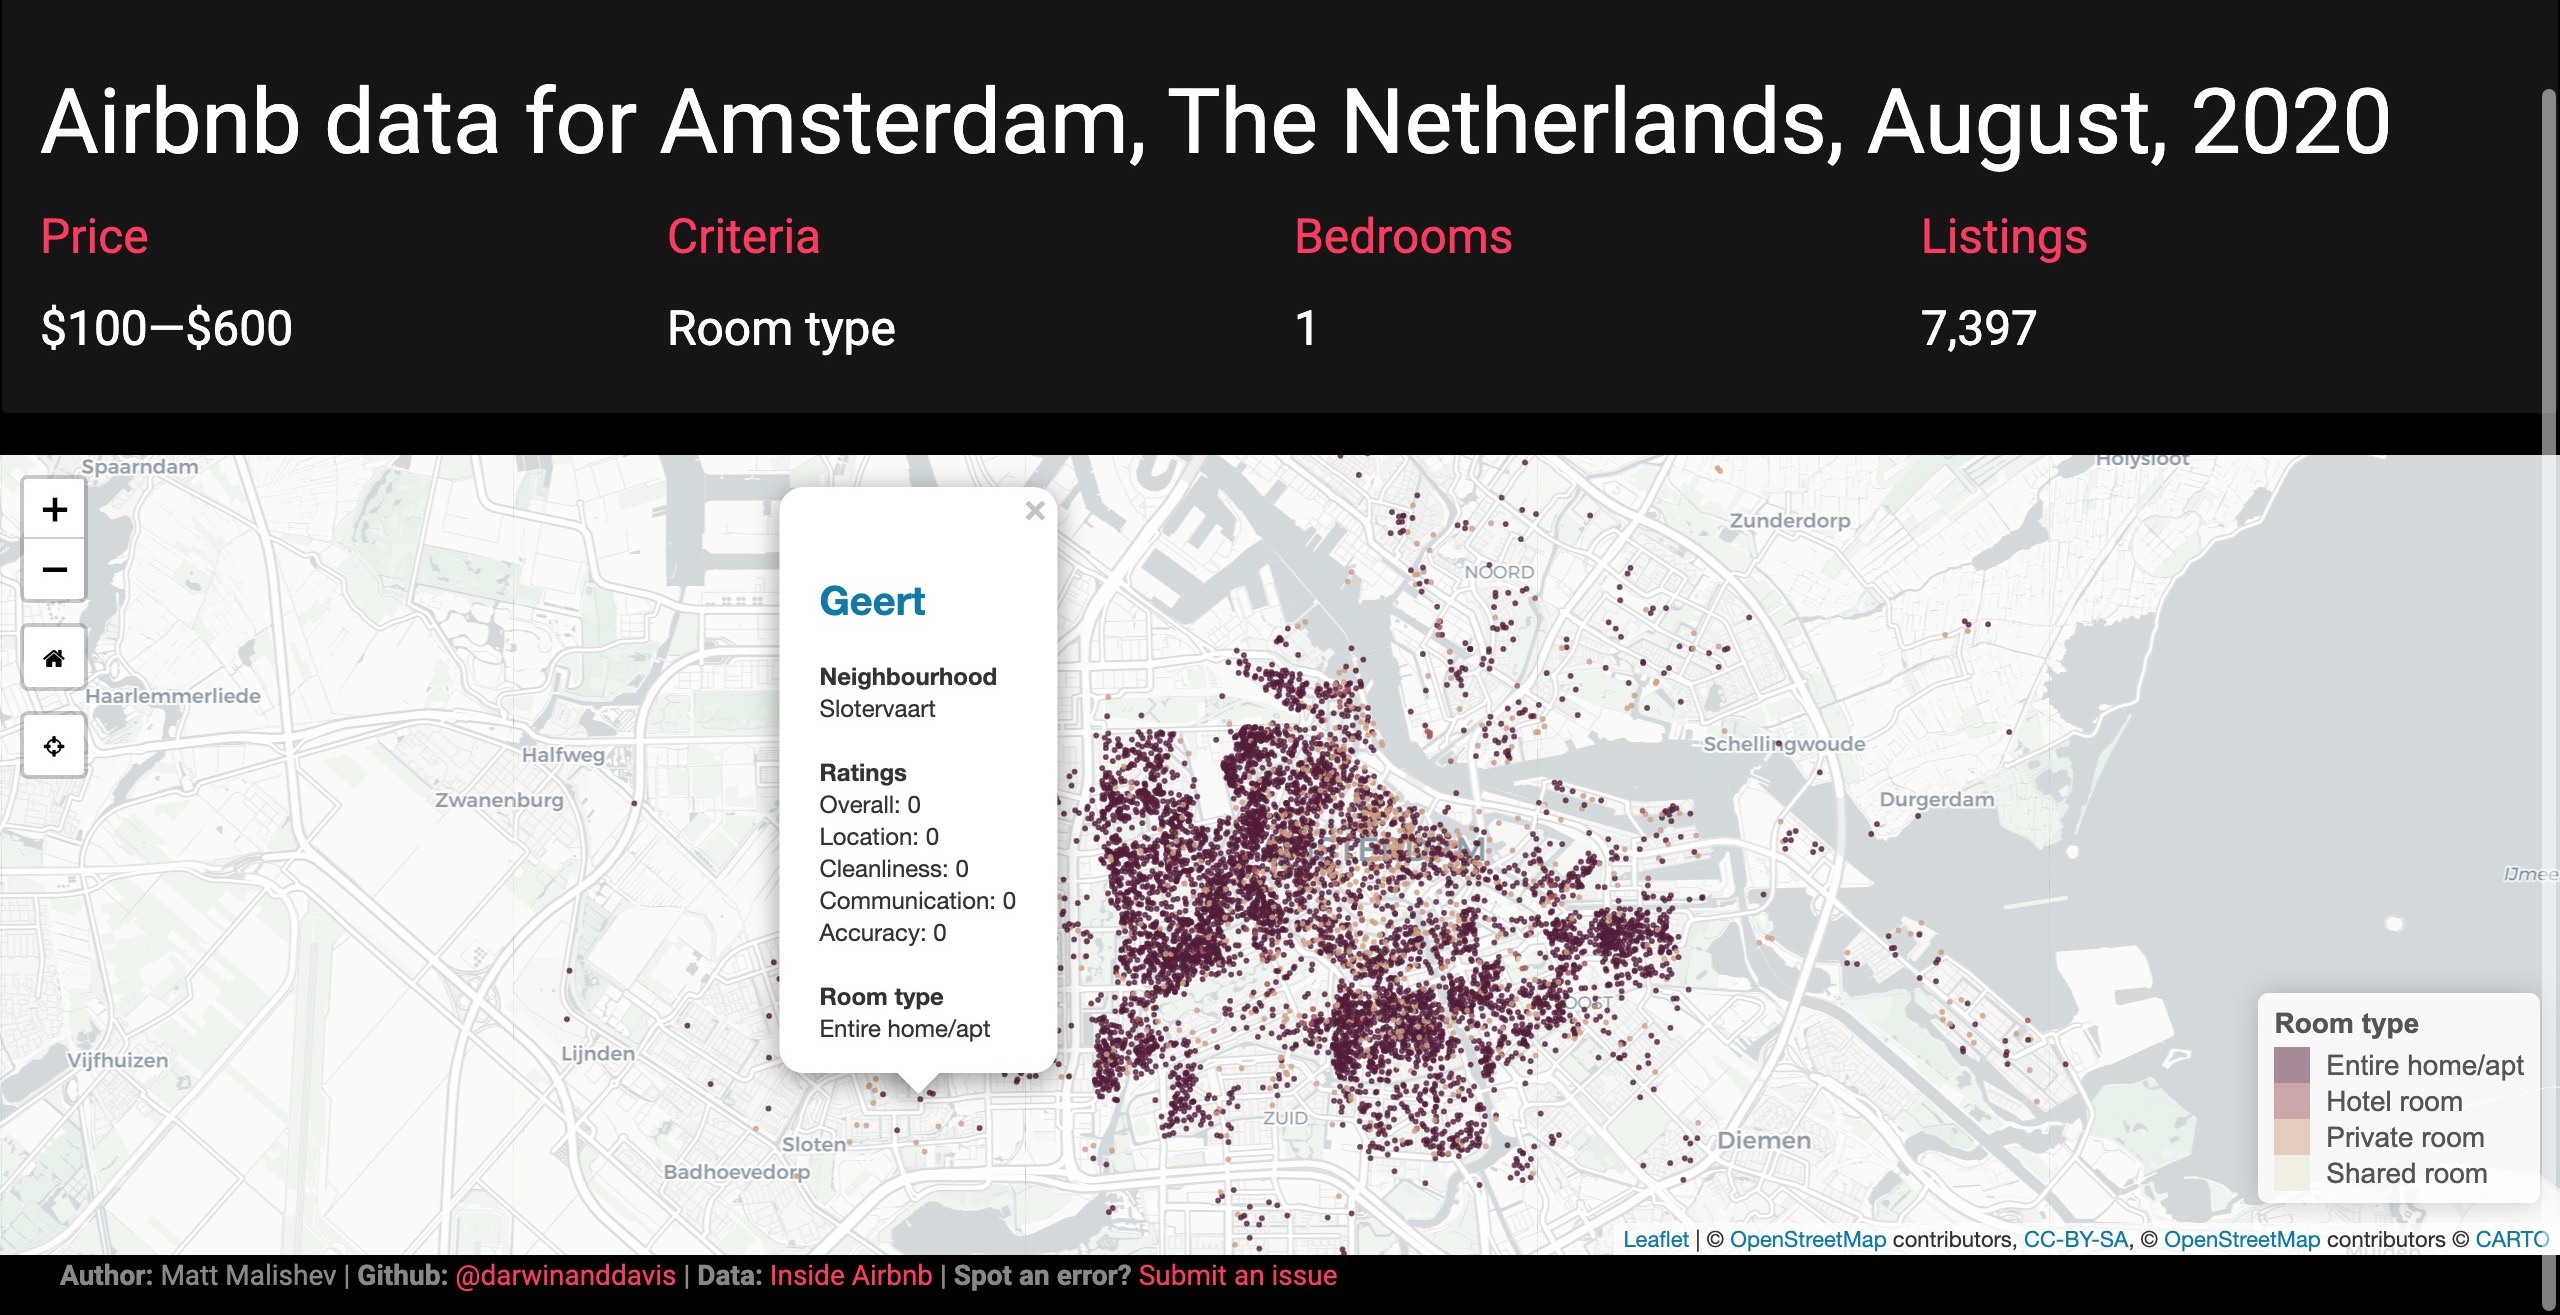 Airbnb data for Amsterdam, The Netherlands, August, 2020
Price
Criteria
Bedrooms
Listings
$100—$600
Room type
1
7,397
Spaarndam
Holysloot
+
−
Zunderdorp
NOORD
×
Geert
Neighbourhood
Slotervaart
Ratings
Overall: 0
Location: 0
Cleanliness: 0
Communication: 0
Accuracy: 0
Room type
Entire home/apt
Haarlemmerliede
Halfweg
Schellingwoude
Zwanenburg
Durgerdam
AMSTERDAM
IJmee
OOST
Lijnden
Vijfhuizen
ZUID
Sloten
Badhoevedorp
Diemen
Room type
Entire home/apt
Hotel room
Private room
Shared room
Muiden
Leaflet | © OpenStreetMap contributors, CC-BY-SA, © OpenStreetMap contributors © CARTO
Author: Matt Malishev | Github: @darwinanddavis | Data: Inside Airbnb | Spot an error? Submit an issue